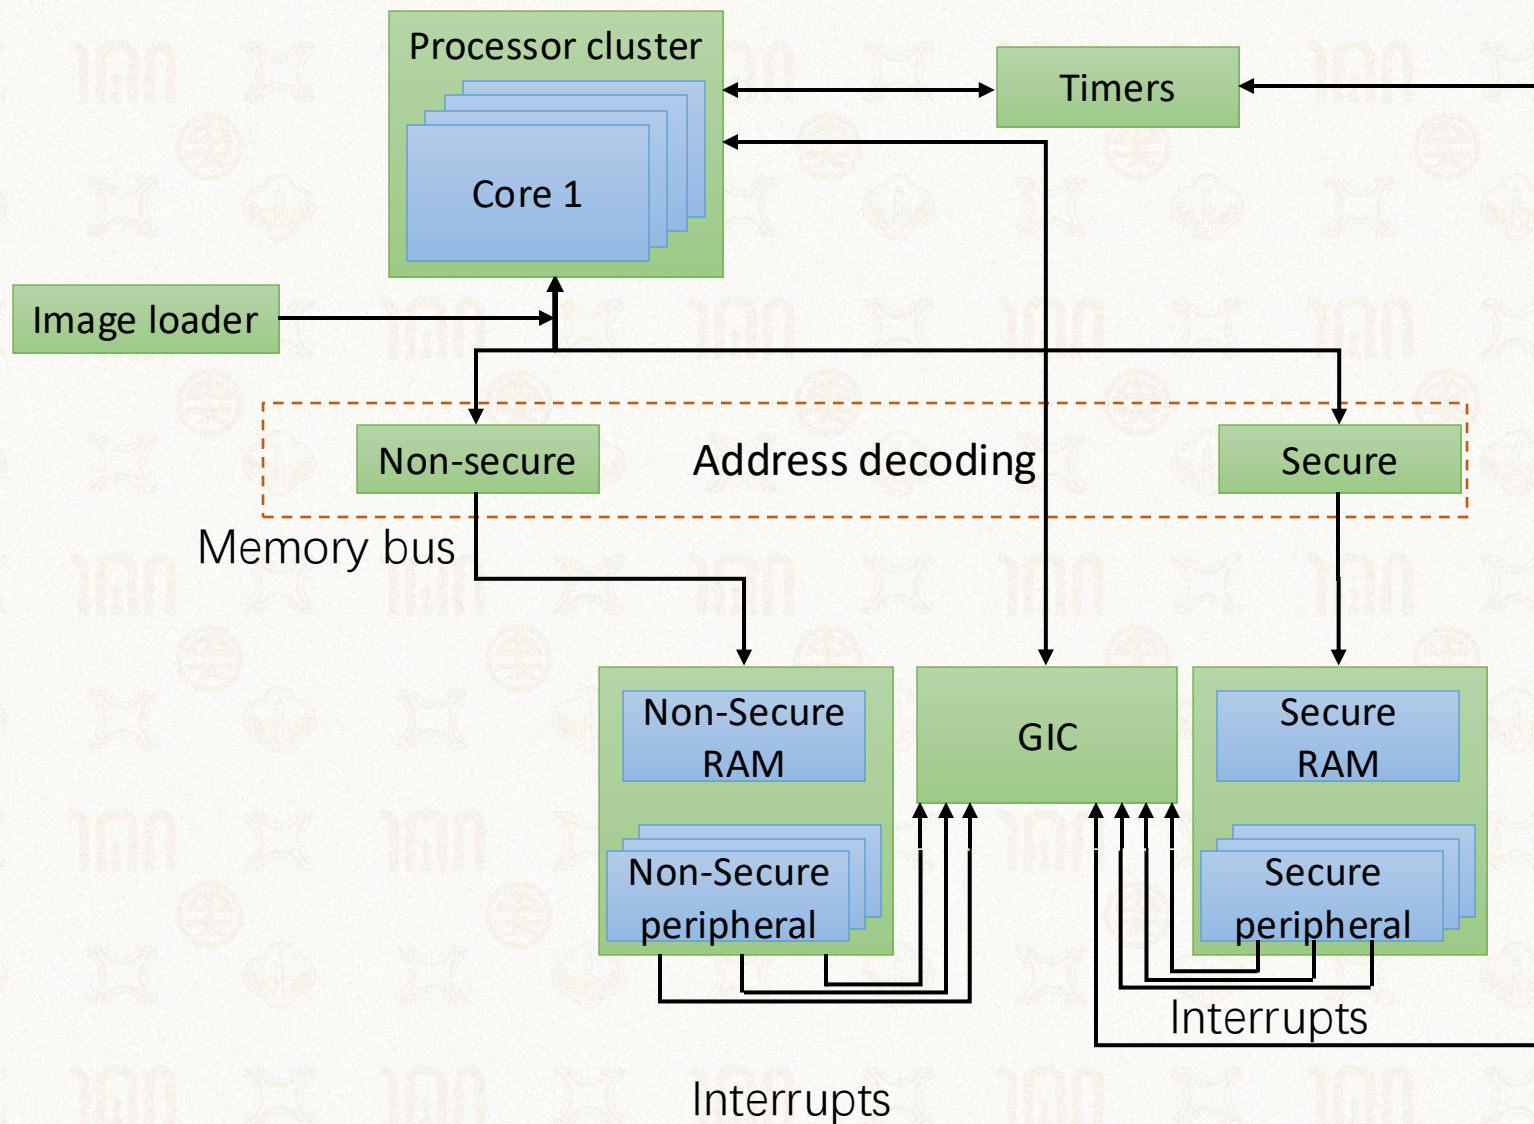 Processor cluster
Timers
Core 1
Image loader
Non-secure
Address decoding
Secure
Memory bus
Non-Secure
RAM
GIC
Secure
RAM
Non-Secure
peripheral
Secure
peripheral
Interrupts
Interrupts